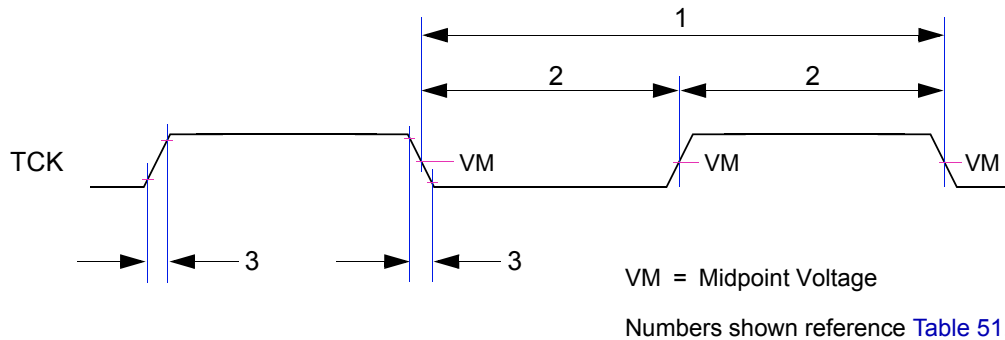 1
2
2
TCK
VM
VM
VM
3
3
VM = Midpoint Voltage
Numbers shown reference Table 51